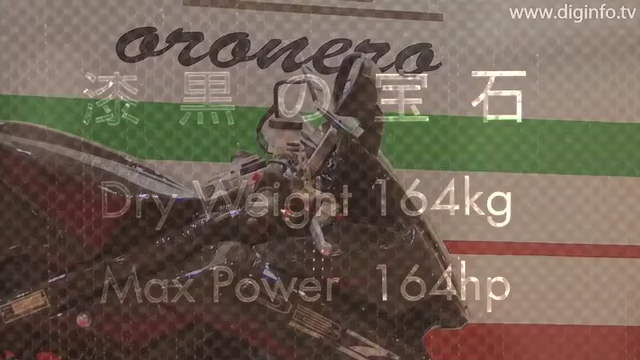 www.diginfo.tv
oronero
漆黒の宝石
Dry Weight 164kg
Max Power 164hp